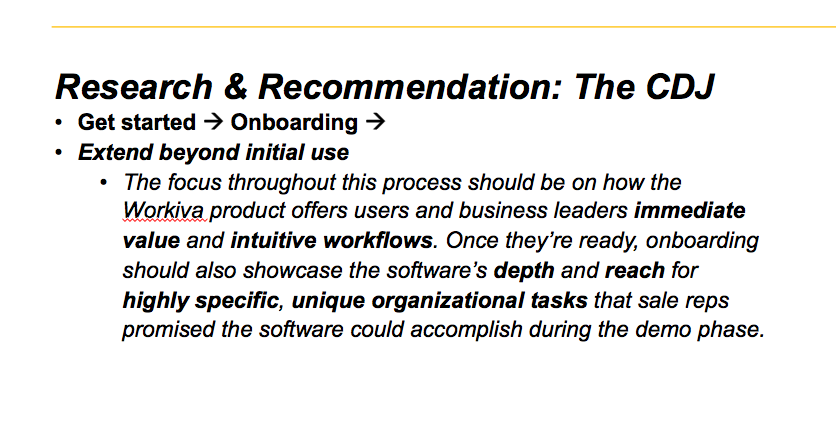 Research & Recommendation: The CDJ
• Get started → Onboarding →
• Extend beyond initial use
• The focus throughout this process should be on how the
Workiva product offers users and business leaders immediate
value and intuitive workflows. Once they’re ready, onboarding
should also showcase the software’s depth and reach for
highly specific, unique organizational tasks that sale reps
promised the software could accomplish during the demo phase.